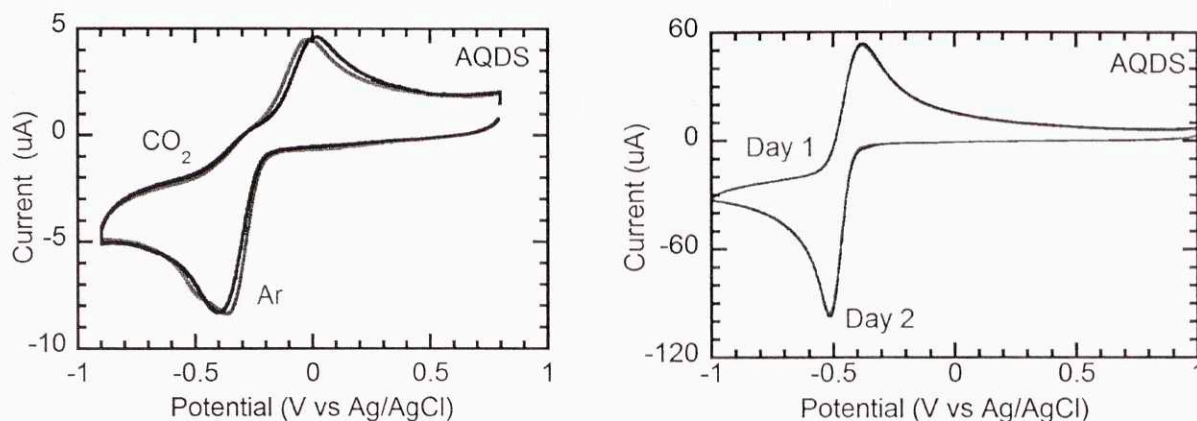 5
0
-5
-10
Current (uA)
AQDS
CO2
Ar
-1
-0.5
0
0.5
1
Potential (V vs Ag/AgCl)
60
0
-60
-120
Current (uA)
AQDS
Day 1
Day 2
-1
-0.5
0
0.5
1
Potential (V vs Ag/AgCl)